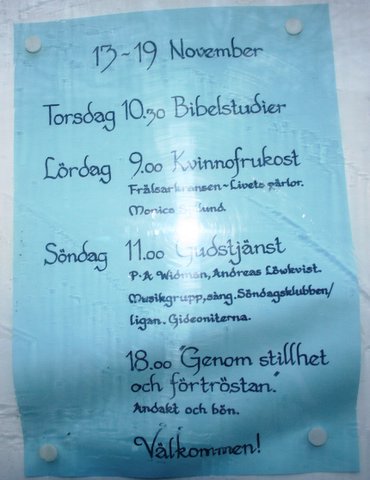 13-19 November
Torsdag 10.30 Bibelstudier
Lördag 9.00 Kvinnofrukost
Frälsarkransen - Livets pärlor.
Monica
Söndag 11.00 Gudstjänst
P-A Widman, Andreas Löwkvist.
Musikgrupp, sång. Söndagsklubben/
ligan. Gideoniterna.
18.00 "Genom stillhet
och förtröstan."
Andakt och bön.
Välkommen!